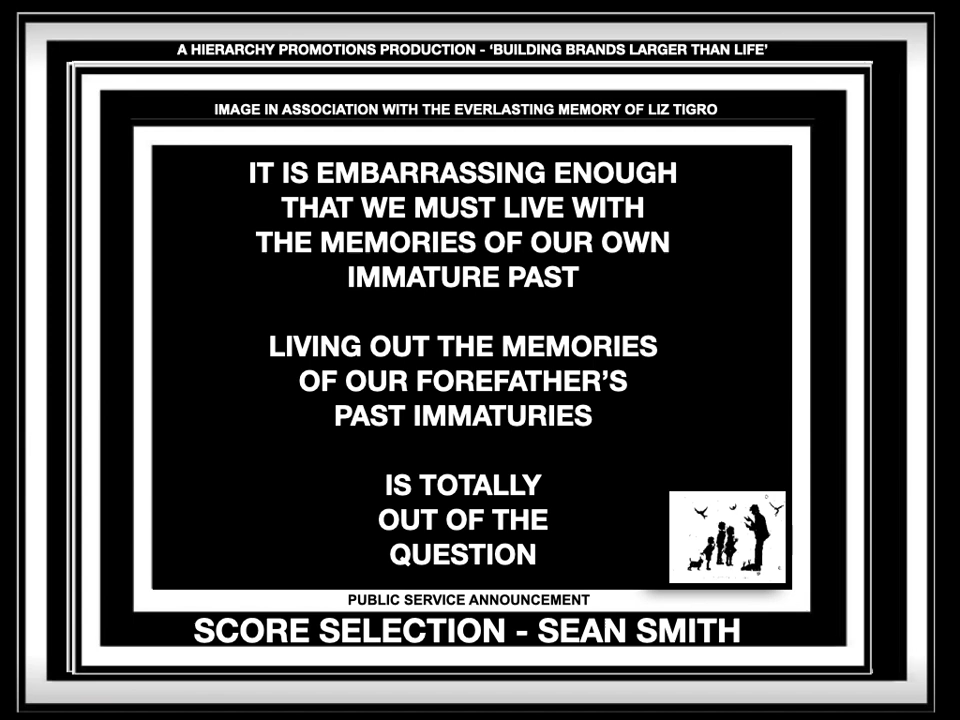 A HIERARCHY PROMOTIONS PRODUCTION - ‘BUILDING BRANDS LARGER THAN LIFE’
IMAGE IN ASSOCIATION WITH THE EVERLASTING MEMORY OF LIZ TIGRO
IT IS EMBARRASSING ENOUGH
THAT WE MUST LIVE WITH
THE MEMORIES OF OUR OWN
IMMATURE PAST
LIVING OUT THE MEMORIES
OF OUR FOREFATHER’S
PAST IMMATURIES
IS TOTALLY
OUT OF THE
QUESTION
PUBLIC SERVICE ANNOUNCEMENT
SCORE SELECTION - SEAN SMITH